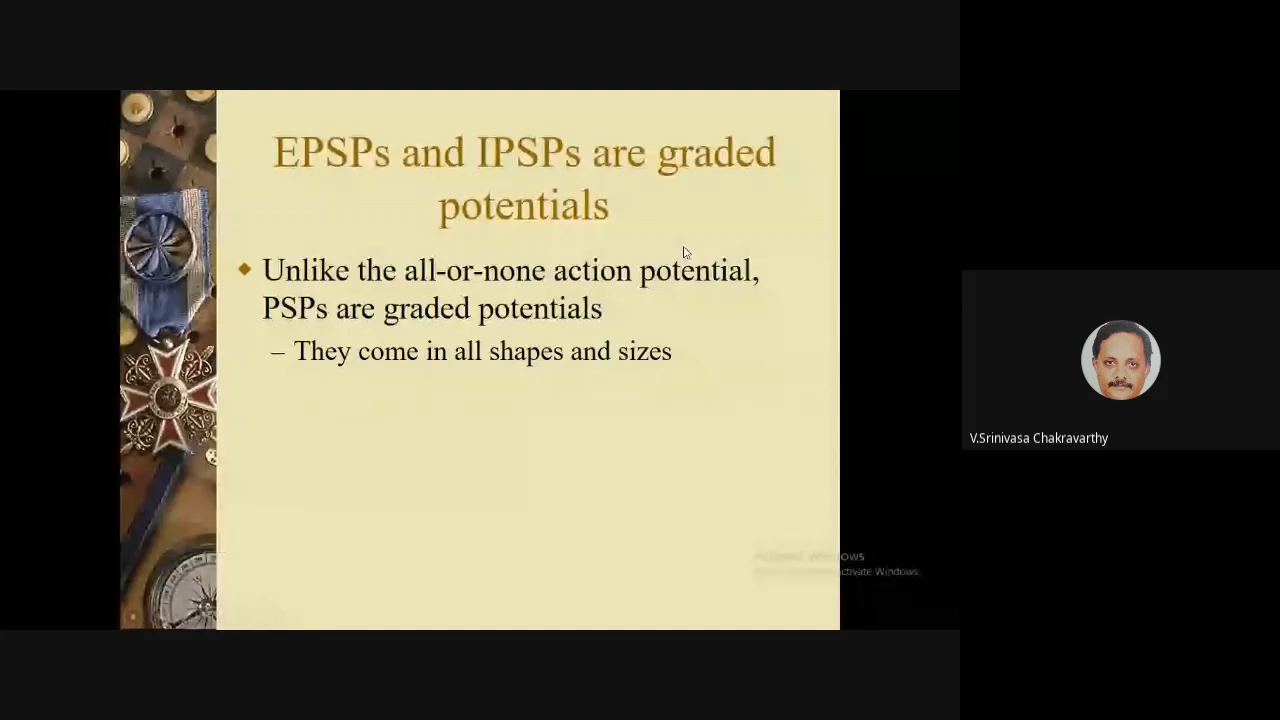 EPSPs and IPSPs are graded
potentials
Unlike the all-or-none action potential,
PSPs are graded potentials
– They come in all shapes and sizes
V.Srinivasa Chakravarthy
Windows.